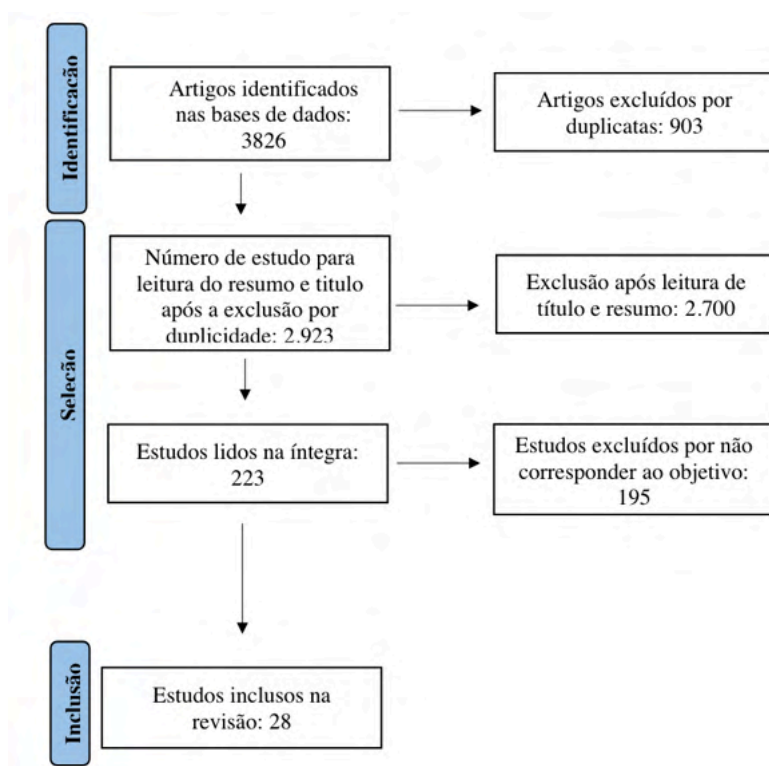 Identificação
Artigos identificados
nas bases de dados:
3826
Artigos excluídos por
duplicatas: 903
Seleção
Número de estudo para
leitura do resumo e titulo
após a exclusão por
duplicidade: 2.923
Exclusão após leitura de
título e resumo: 2.700
Estudos lidos na íntegra:
223
Estudos excluídos por não
corresponder ao objetivo:
195
Inclusão
Estudos inclusos na
revisão: 28